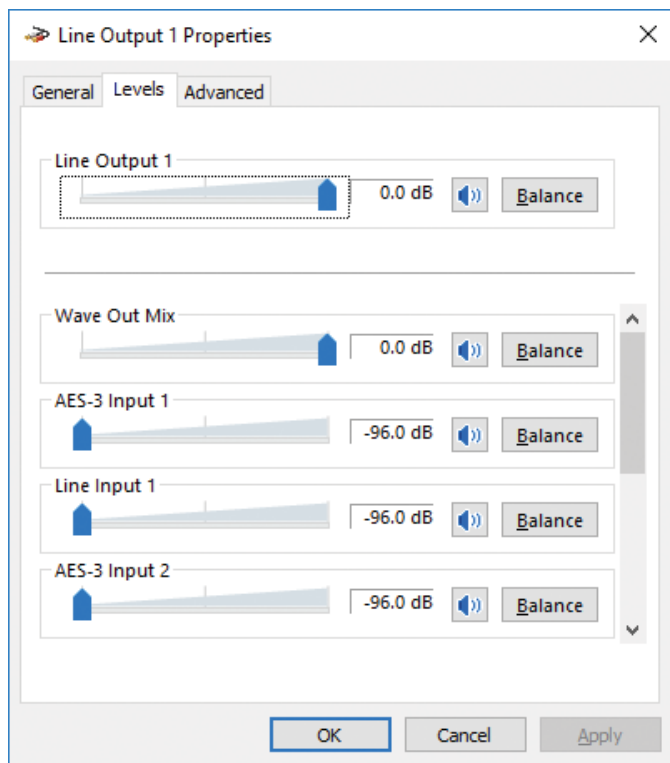 Line Output 1 Properties
General Levels Advanced
Line Output 1
0.0 dB Balance
Wave Out Mix
0.0 dB Balance
AES-3 Input 1
-96.0 dB Balance
Line Input 1
-96.0 dB Balance
AES-3 Input 2
-96.0 dB Balance
OK Cancel Apply